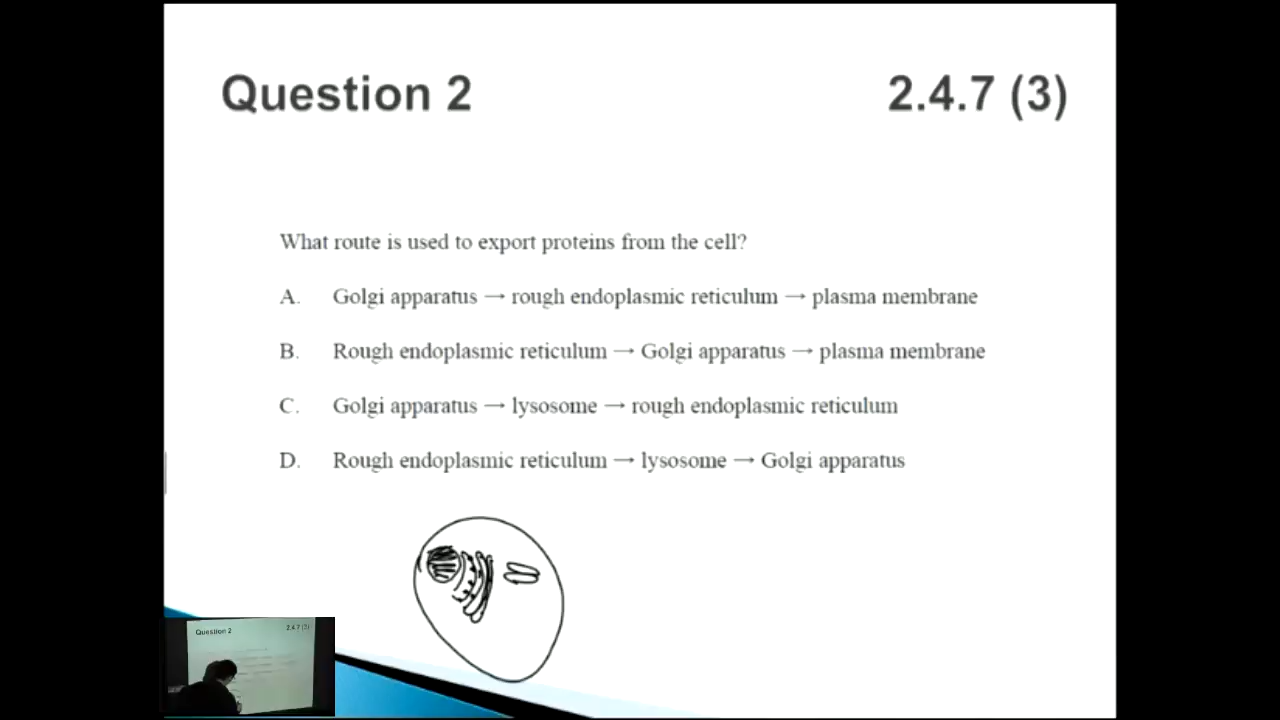 Question 2 2.4.7 (3)
What route is used to export proteins from the cell?
A. Golgi apparatus → rough endoplasmic reticulum → plasma membrane
B. Rough endoplasmic reticulum → Golgi apparatus → plasma membrane
C. Golgi apparatus → lysosome → rough endoplasmic reticulum
D. Rough endoplasmic reticulum → lysosome → Golgi apparatus
Question 2 2.4.7 (3)